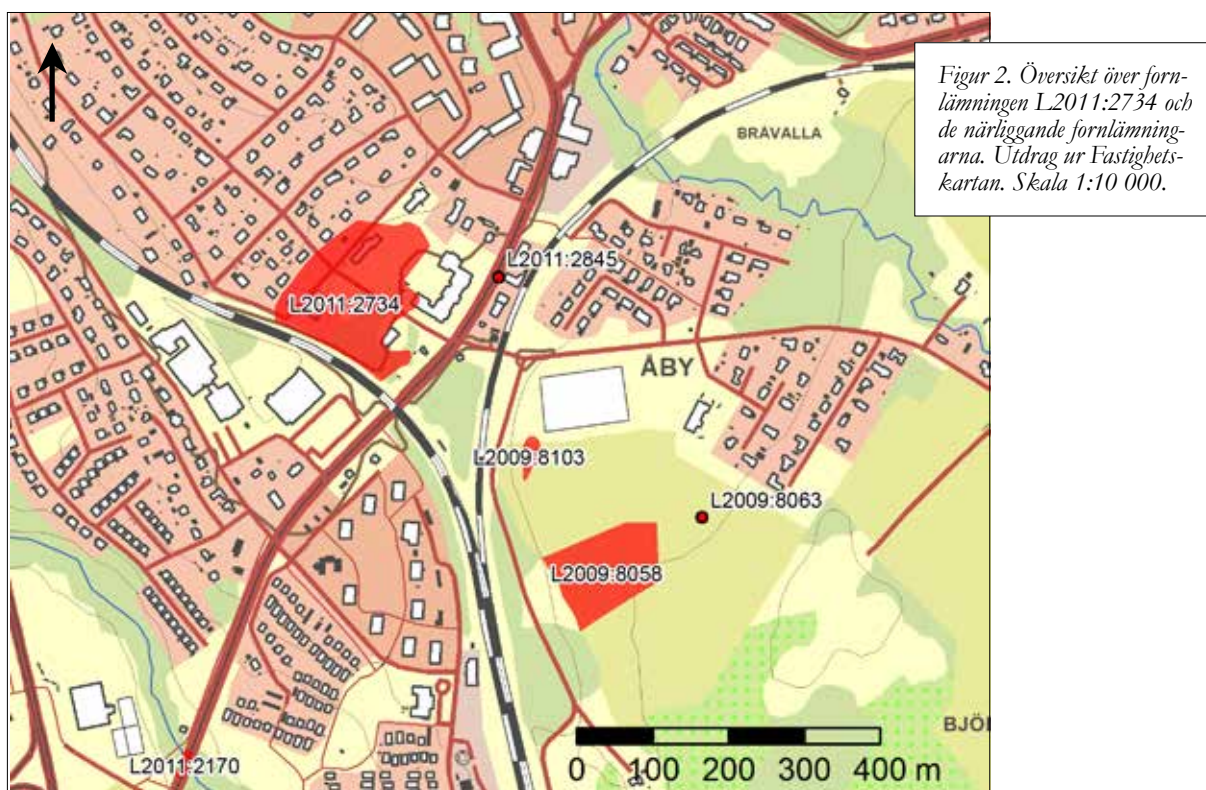 Figur 2. Översikt över forn-
lämningen L2011:2734 och
de närliggande fornlämning-
arna. Utdrag ur Fastighets-
kartan. Skala 1:10 000.
BRÅVALLA
L2011:2845
L2011:2734
ÅBY
L2009:8103
L2009:8063
L2009:8058
BJÖ
L2011:2170
0 100 200 300 400 m